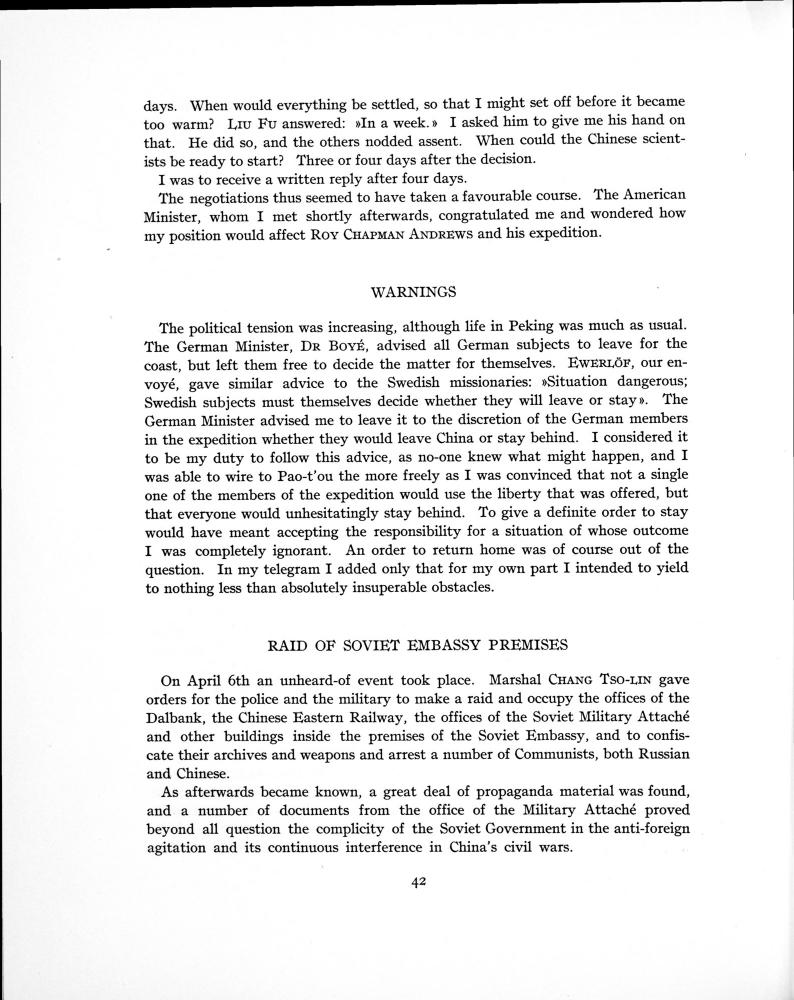 days. When would everything be settled, so that I might set off before it became
too warm? LIU FU answered: »In a week.» I asked him to give me his hand on
that. He did so, and the others nodded assent. When could the Chinese scient-
ists be ready to start? Three or four days after the decision.
I was to receive a written reply after four days.
The negotiations thus seemed to have taken a favourable course. The American
Minister, whom I met shortly afterwards, congratulated me and wondered how
my position would affect ROY CHAPMAN ANDREWS and his expedition.
WARNINGS
The political tension was increasing, although life in Peking was much as usual.
The German Minister, DR BOYÉ, advised all German subjects to leave for the
coast, but left them free to decide the matter for themselves. EWERLÖF, our en-
voyé, gave similar advice to the Swedish missionaries: »Situation dangerous;
Swedish subjects must themselves decide whether they will leave or stay». The
German Minister advised me to leave it to the discretion of the German members
in the expedition whether they would leave China or stay behind. I considered it
to be my duty to follow this advice, as no-one knew what might happen, and I
was able to wire to Pao-t'ou the more freely as I was convinced that not a single
one of the members of the expedition would use the liberty that was offered, but
that everyone would unhesitatingly stay behind. To give a definite order to stay
would have meant accepting the responsibility for a situation of whose outcome
I was completely ignorant. An order to return home was of course out of the
question. In my telegram I added only that for my own part I intended to yield
to nothing less than absolutely insuperable obstacles.
RAID OF SOVIET EMBASSY PREMISES
On April 6th an unheard-of event took place. Marshal CHANG TSO-LIN gave
orders for the police and the military to make a raid and occupy the offices of the
Dalbank, the Chinese Eastern Railway, the offices of the Soviet Military Attaché
and other buildings inside the premises of the Soviet Embassy, and to confis-
cate their archives and weapons and arrest a number of Communists, both Russian
and Chinese.
As afterwards became known, a great deal of propaganda material was found,
and a number of documents from the office of the Military Attaché proved
beyond all question the complicity of the Soviet Government in the anti-foreign
agitation and its continuous interference in China's civil wars.
42